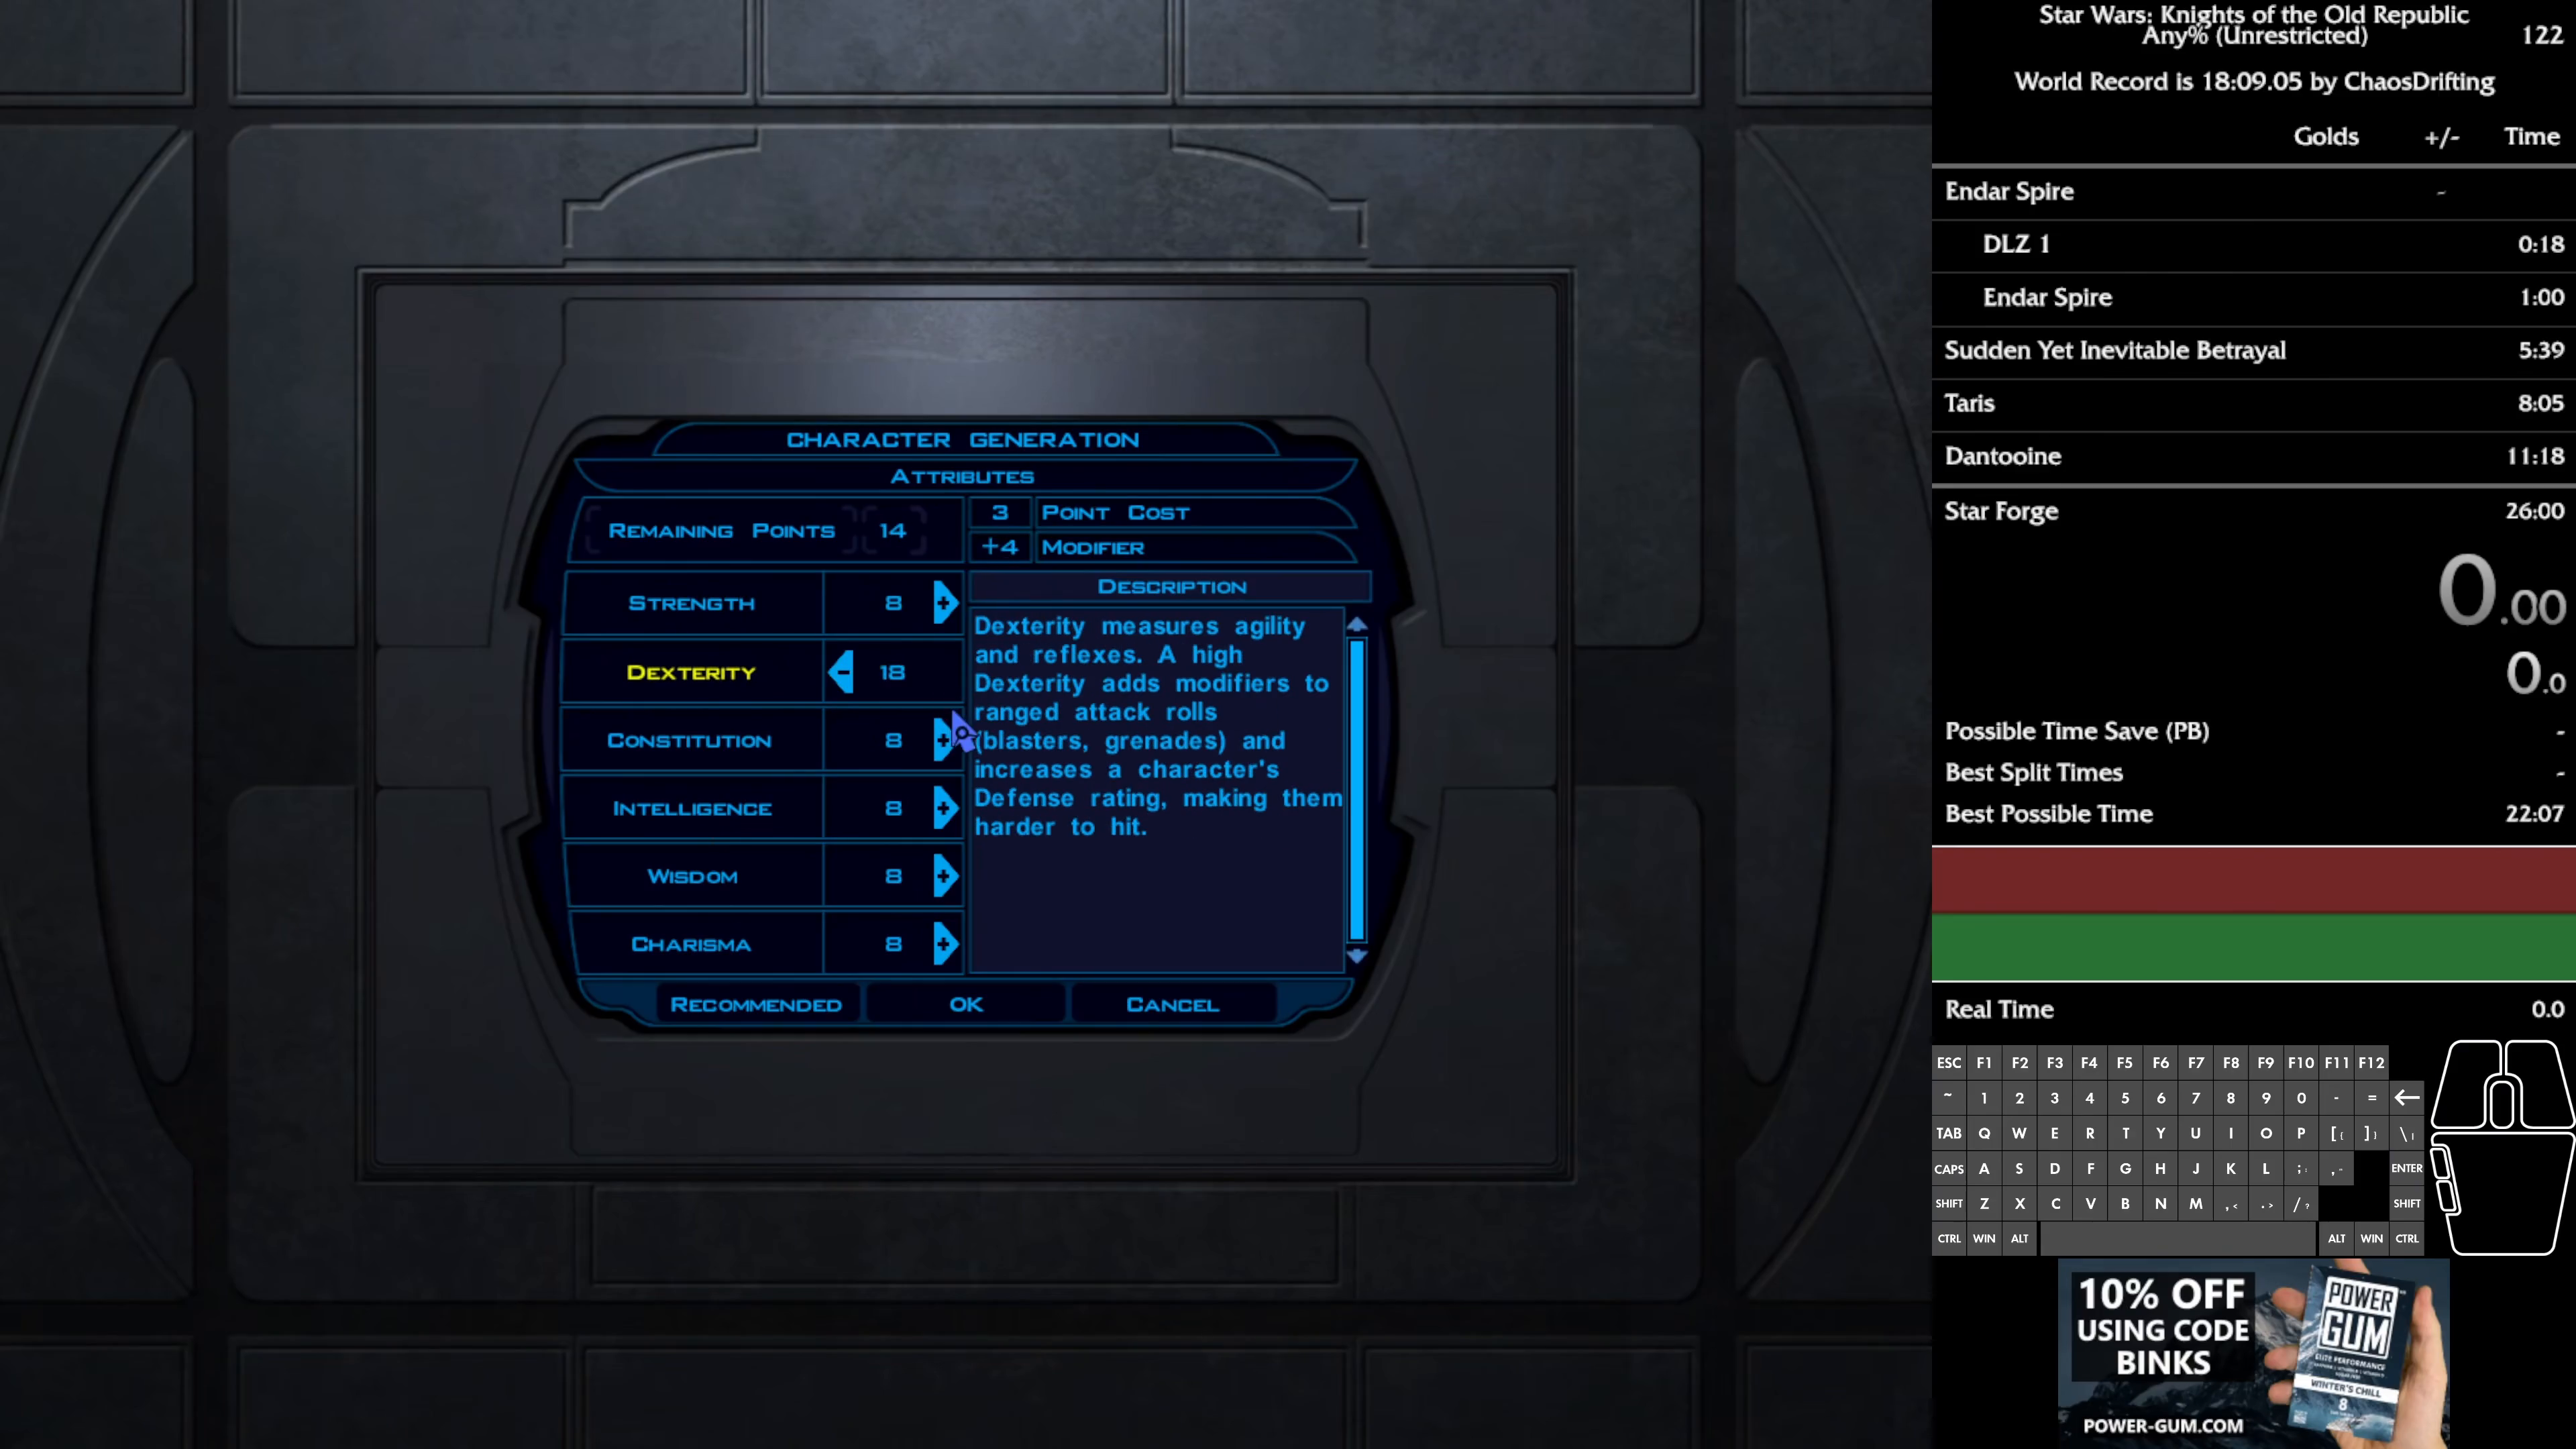 CHARACTER GENERATION
ATTRIBUTES
REMAINING POINTS 14
3 POINT COST
+4 MODIFIER
STRENGTH 8 +
DEXTERITY - 18
CONSTITUTION 8 +
INTELLIGENCE 8 +
WISDOM 8 +
CHARISMA 8 +
DESCRIPTION
Dexterity measures agility
and reflexes. A high
Dexterity adds modifiers to
ranged attack rolls
(blasters, grenades) and
increases a character's
Defense rating, making them
harder to hit.
RECOMMENDED OK CANCEL
Star Wars: Knights of the Old Republic
Any% (Unrestricted) 122
World Record is 18:09.05 by ChaosDrifting
Golds +/- Time
Endar Spire -
DLZ 1 0:18
Endar Spire 1:00
Sudden Yet Inevitable Betrayal 5:39
Taris 8:05
Dantooine 11:18
Star Forge 26:00
0.00
0.0
Possible Time Save (PB) -
Best Split Times -
Best Possible Time 22:07
Real Time 0.0
ESC F1 F2 F3 F4 F5 F6 F7 F8 F9 F10 F11 F12
~ 1 2 3 4 5 6 7 8 9 0 - = ←
TAB Q W E R T Y U I O P [ { ] } \ |
CAPS A S D F G H J K L ; : , " ENTER
SHIFT Z X C V B N M , < . > / ? SHIFT
CTRL WIN ALT ALT WIN CTRL
10% OFF
USING CODE
BINKS
POWER-GUM.COM
POWER
GUM
ELITE PERFORMANCE
WINTER'S CHILL
8